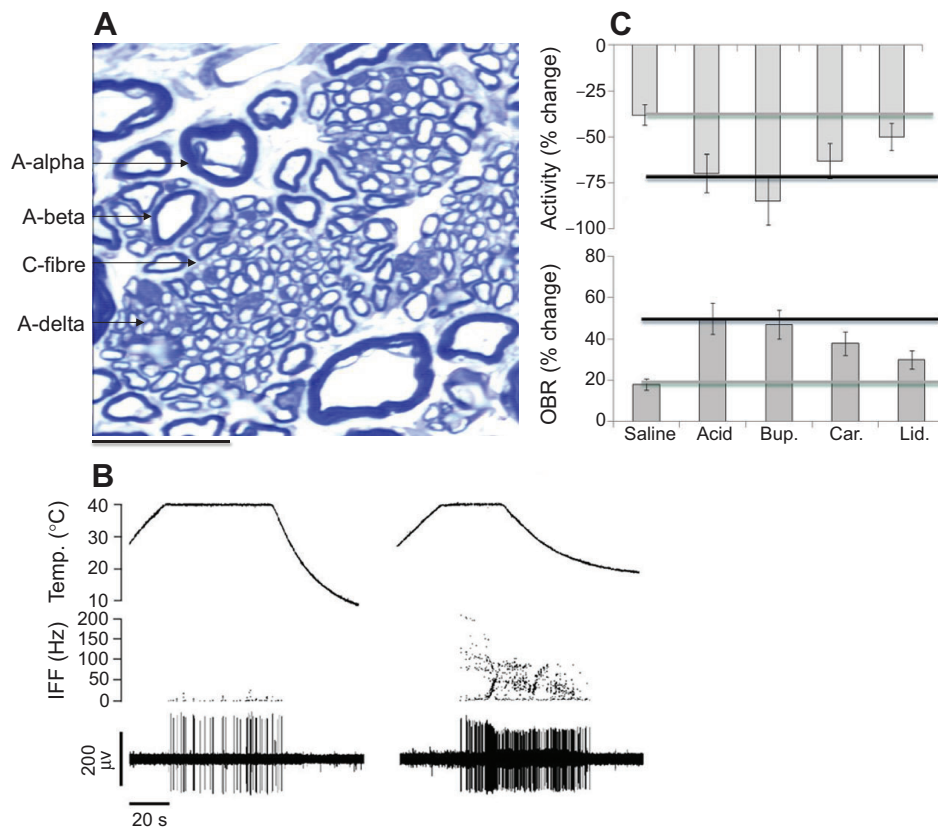 A
A-alpha
A-beta
C-fibre
A-delta
C
Activity (% change)
0
−25
−50
−75
−100
OBR (% change)
80
60
40
20
0
Saline Acid Bup. Car. Lid.
B
Temp. (°C)
40
30
20
10
IFF (Hz)
200
150
100
50
0
200
μv
20 s